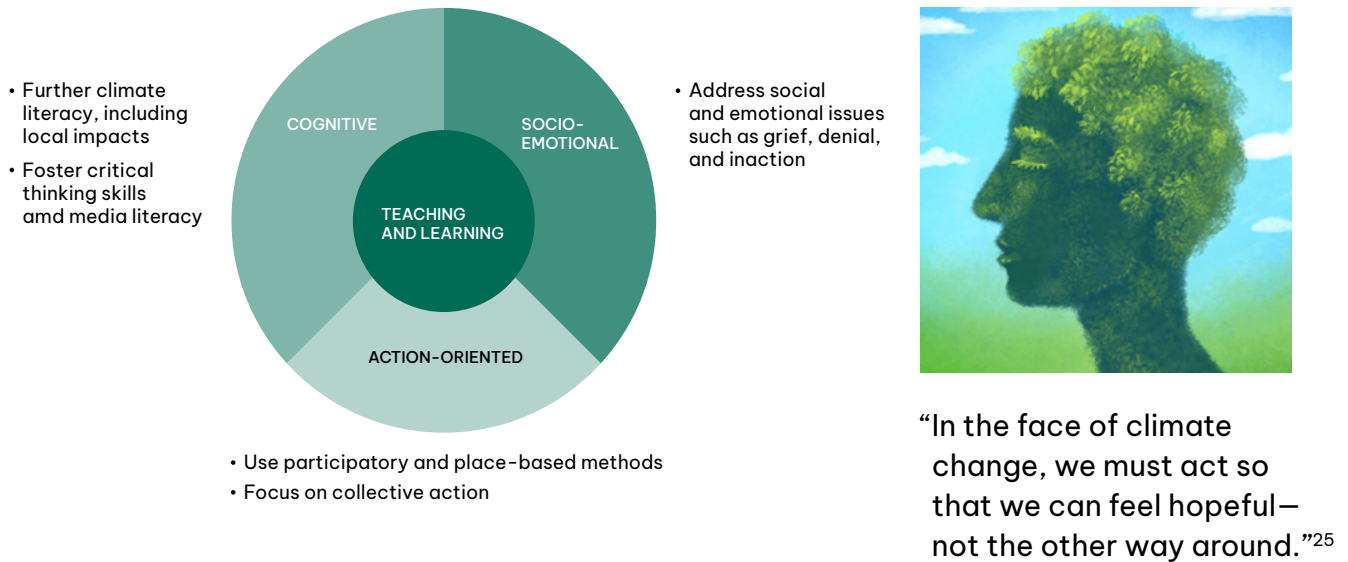 • Further climate
literacy, including
local impacts
• Foster critical
thinking skills
amd media literacy
COGNITIVE
SOCIO-
EMOTIONAL
TEACHING
AND LEARNING
ACTION-ORIENTED
• Address social
and emotional issues
such as grief, denial,
and inaction
• Use participatory and place-based methods
• Focus on collective action
“In the face of climate
change, we must act so
that we can feel hopeful—
not the other way around.”25